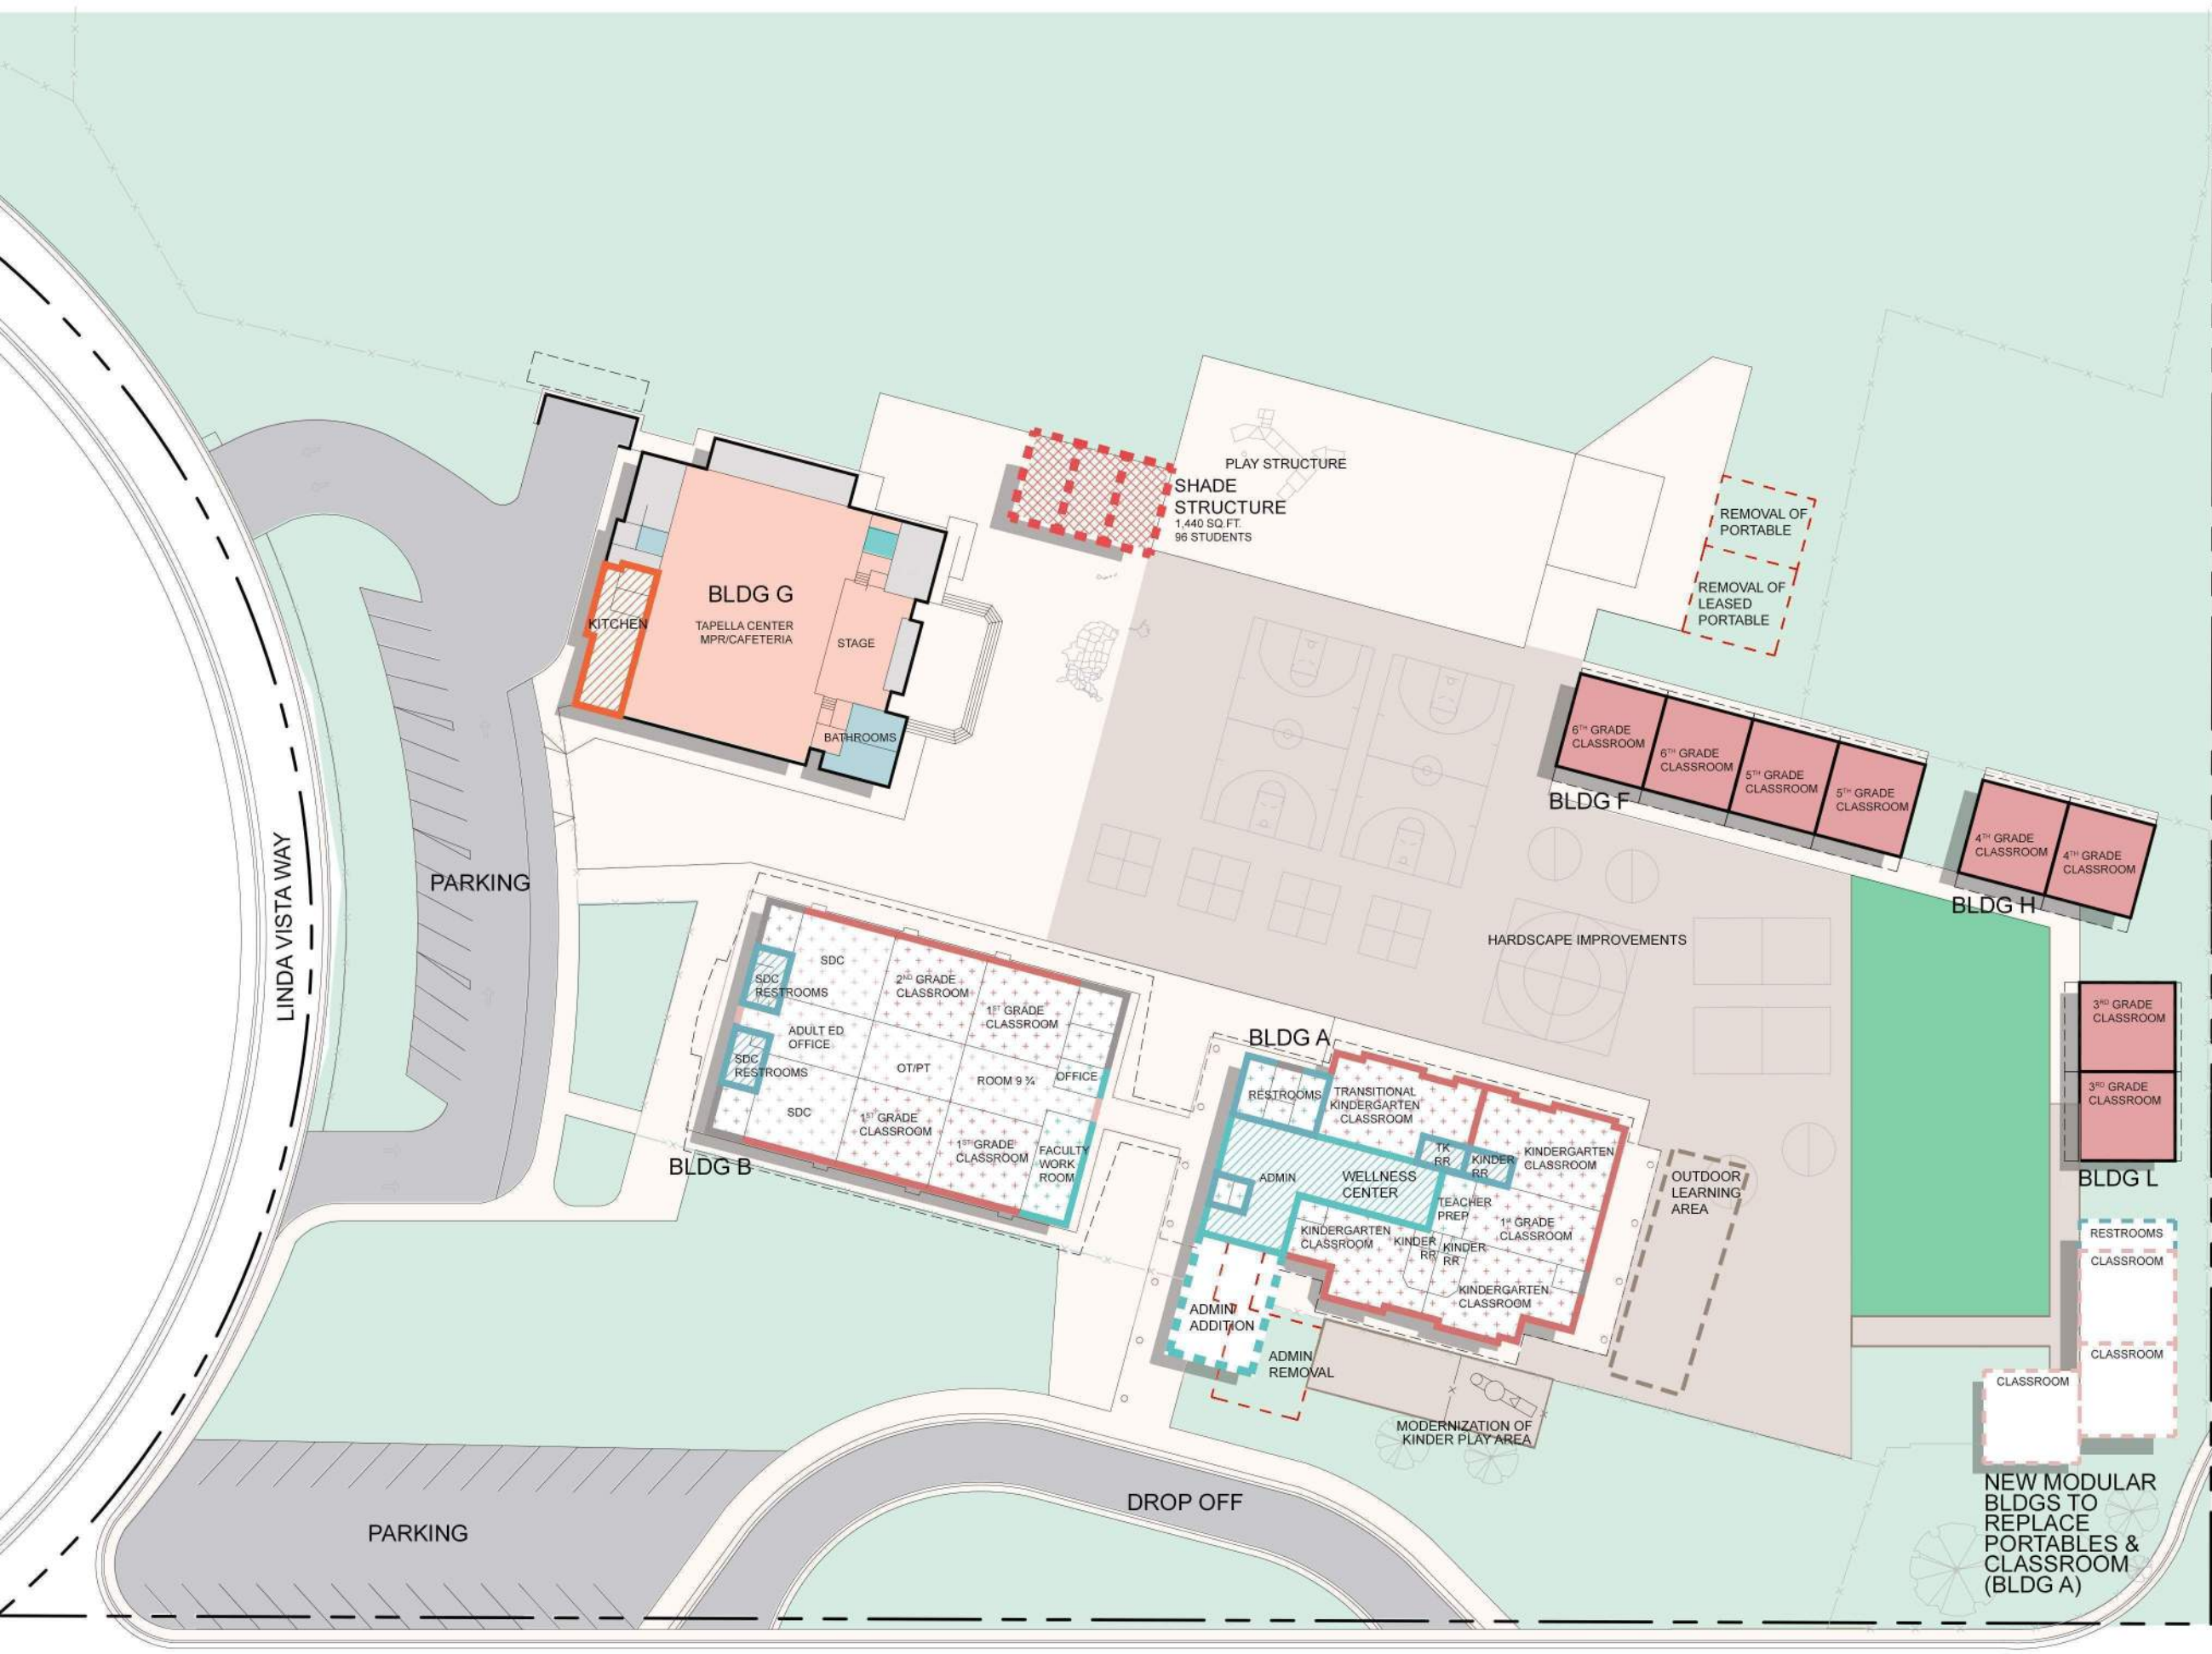 PLAY STRUCTURE
SHADE
STRUCTURE
1,440 SQ.FT.
96 STUDENTS
REMOVAL OF
PORTABLE
REMOVAL OF
LEASED
PORTABLE
BLDG G
TAPELLA CENTER
MPR/CAFETERIA
KITCHEN
STAGE
BATHROOMS
6TH GRADE
CLASSROOM
6TH GRADE
CLASSROOM
5TH GRADE
CLASSROOM
5TH GRADE
CLASSROOM
BLDG F
4TH GRADE
CLASSROOM
4TH GRADE
CLASSROOM
BLDG H
LINDA VISTA WAY
PARKING
HARDSCAPE IMPROVEMENTS
SDC
SDC
RESTROOMS
2ND GRADE
CLASSROOM
1ST GRADE
CLASSROOM
ADULT ED
OFFICE
SDC
RESTROOMS
OT/PT
ROOM 9 ¾
OFFICE
SDC
1ST GRADE
CLASSROOM
1ST GRADE
CLASSROOM
FACULTY
WORK
ROOM
BLDG B
BLDG A
RESTROOMS
TRANSITIONAL
KINDERGARTEN
CLASSROOM
TK
RR
KINDER
RR
KINDERGARTEN
CLASSROOM
ADMIN
WELLNESS
CENTER
TEACHER
PREP
1st GRADE
CLASSROOM
KINDERGARTEN
CLASSROOM
KINDER
RR
KINDER
RR
KINDERGARTEN
CLASSROOM
OUTDOOR
LEARNING
AREA
3RD GRADE
CLASSROOM
3RD GRADE
CLASSROOM
BLDG L
RESTROOMS
CLASSROOM
CLASSROOM
CLASSROOM
ADMIN
ADDITION
ADMIN
REMOVAL
MODERNIZATION OF
KINDER PLAY AREA
NEW MODULAR
BLDGS TO
REPLACE
PORTABLES &
CLASSROOM
(BLDG A)
DROP OFF
PARKING